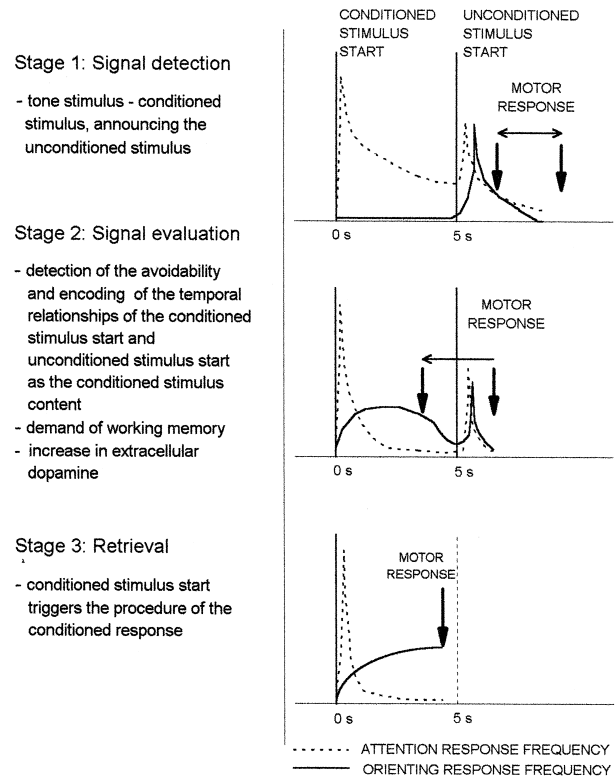 Stage 1: Signal detection
- tone stimulus - conditioned
stimulus, announcing the
unconditioned stimulus
CONDITIONED
STIMULUS
START
UNCONDITIONED
STIMULUS
START
MOTOR
RESPONSE
0 s
5 s
Stage 2: Signal evaluation
- detection of the avoidability
and encoding of the temporal
relationships of the conditioned
stimulus start and
unconditioned stimulus start
as the conditioned stimulus
content
- demand of working memory
- increase in extracellular
dopamine
MOTOR
RESPONSE
0 s
5 s
Stage 3: Retrieval
- conditioned stimulus start
triggers the procedure of the
conditioned response
MOTOR
RESPONSE
0 s
5 s
ATTENTION RESPONSE FREQUENCY
ORIENTING RESPONSE FREQUENCY